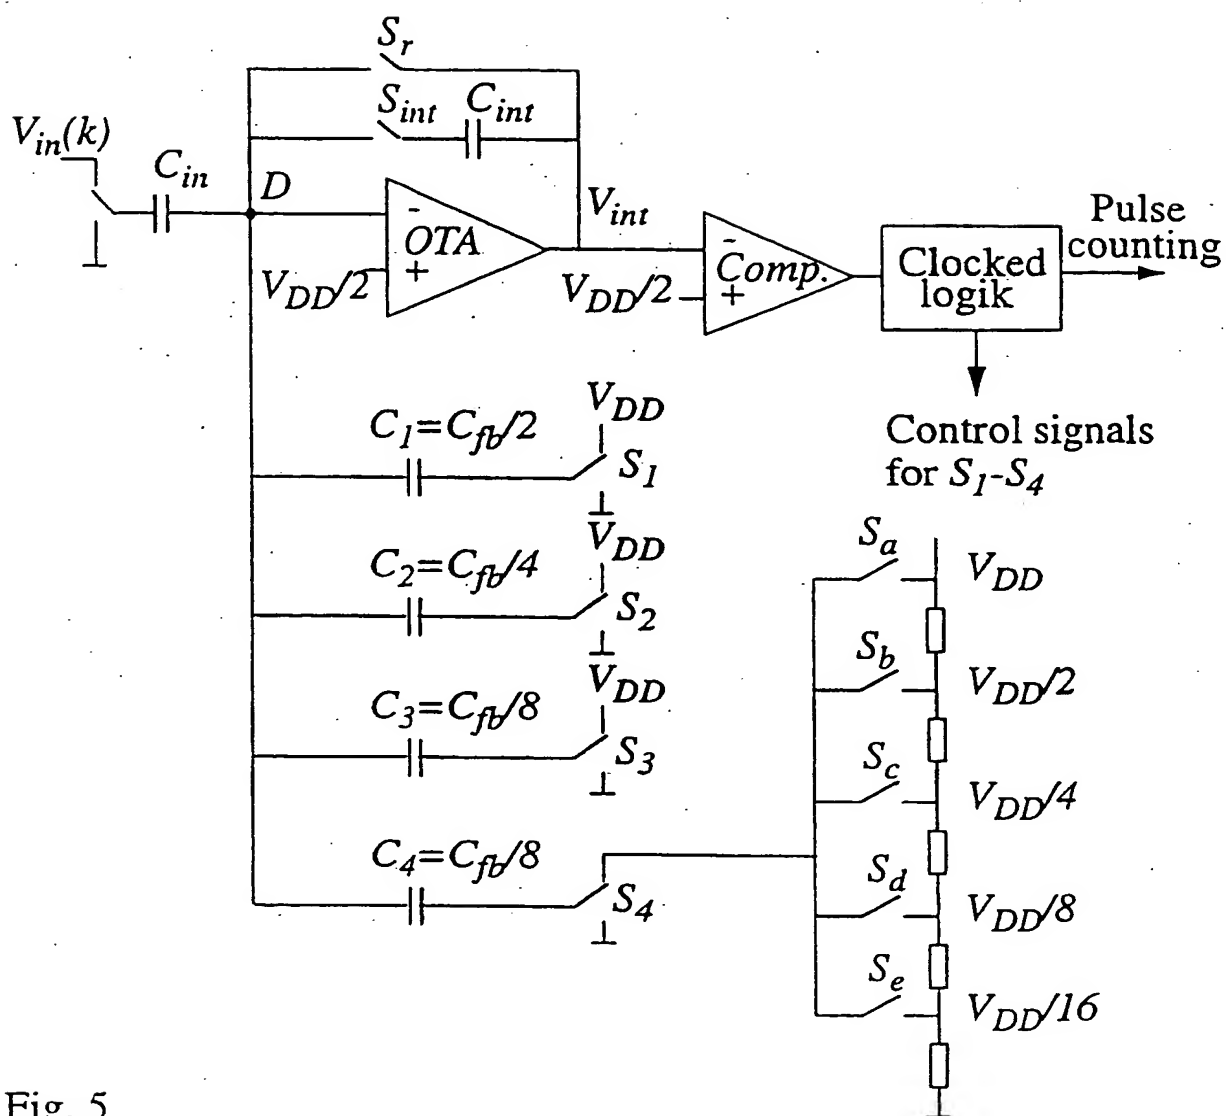 S_r
S_int C_int
V_in(k)
C_in
D
V_int
- OTA +
V_DD/2
- Comp. +
V_DD/2
Clocked
logik
Pulse
counting
Control signals
for S_1-S_4
V_DD
C_1=C_fb/2
S_1
V_DD
C_2=C_fb/4
S_2
V_DD
C_3=C_fb/8
S_3
C_4=C_fb/8
S_4
S_a
V_DD
S_b
V_DD/2
S_c
V_DD/4
S_d
V_DD/8
S_e
V_DD/16
Fig. 5